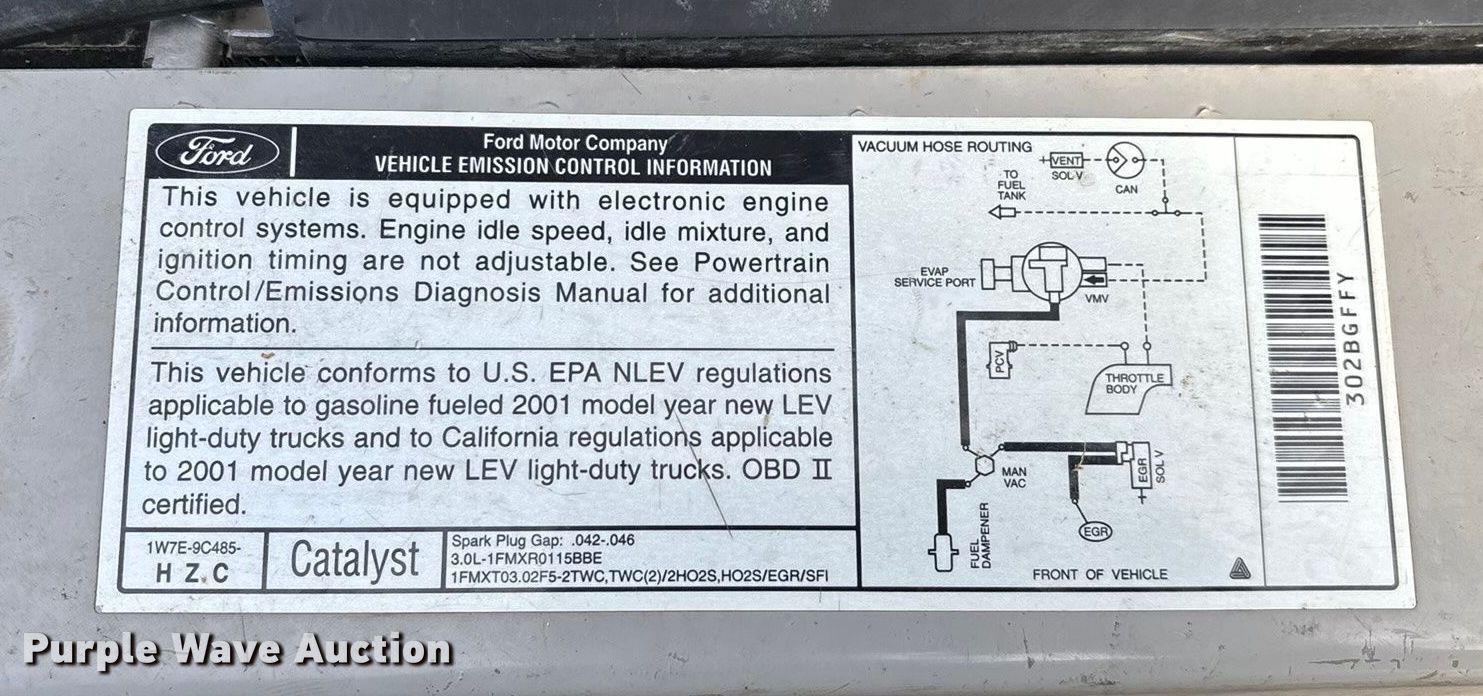 Ford
Ford Motor Company
VEHICLE EMISSION CONTROL INFORMATION
This vehicle is equipped with electronic engine
control systems. Engine idle speed, idle mixture, and
ignition timing are not adjustable. See Powertrain
Control/Emissions Diagnosis Manual for additional
information.
This vehicle conforms to U.S. EPA NLEV regulations
applicable to gasoline fueled 2001 model year new LEV
light-duty trucks and to California regulations applicable
to 2001 model year new LEV light-duty trucks. OBD II
certified.
1W7E-9C485-
H Z C
Catalyst
Spark Plug Gap: .042-.046
3.0L-1FMXR0115BBE
1FMXT03.02F5-2TWC,TWC(2)/2HO2S,HO2S/EGR/SFI
VACUUM HOSE ROUTING
VENT
SOL V
CAN
TO
FUEL
TANK
EVAP
SERVICE PORT
VMV
PCV
THROTTLE
BODY
MAN
VAC
EGR
SOL V
EGR
FUEL
DAMPENER
FRONT OF VEHICLE
302BGFFY
Purple Wave Auction